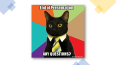 End of Presentation
ANY QUESTIONS?